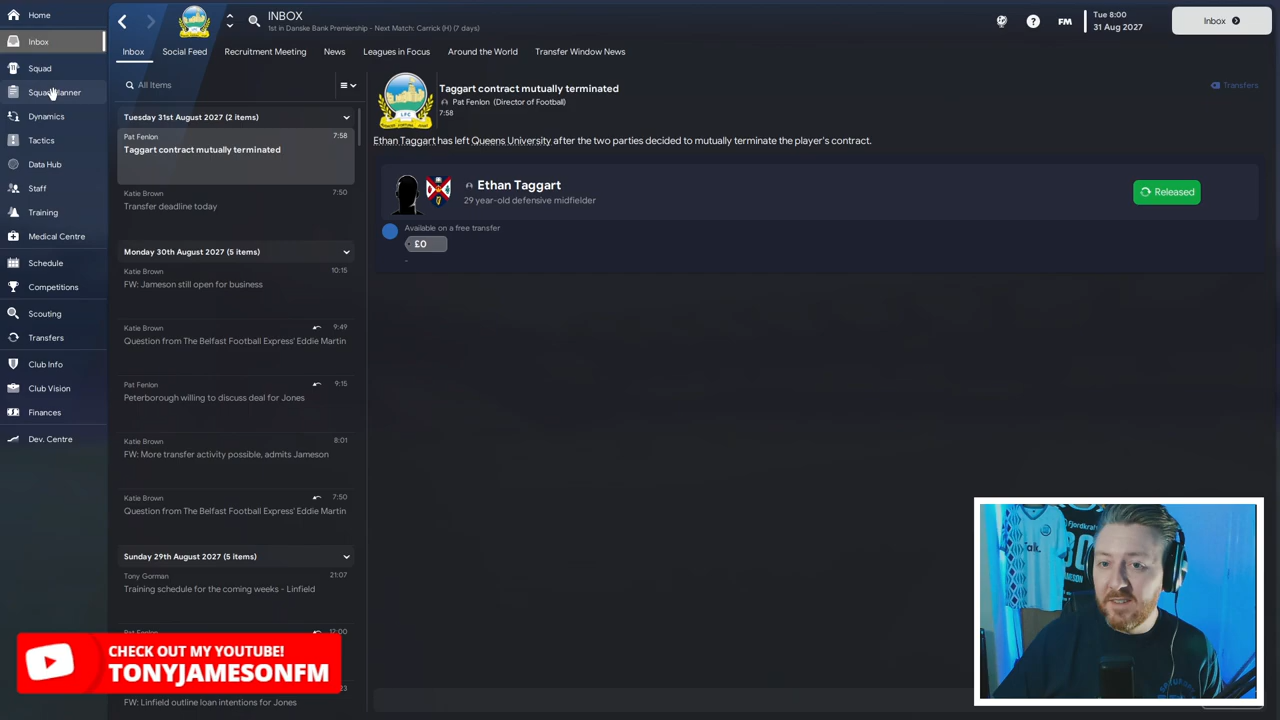 Home
Inbox
Squad
Squad Planner
Dynamics
Tactics
Data Hub
Staff
Training
Medical Centre
Schedule
Competitions
Scouting
Transfers
Club Info
Club Vision
Finances
Dev. Centre
INBOX
1st in Danske Bank Premiership - Next Match: Carrick (H) (7 days)
FM
Tue 8:00
31 Aug 2027
Inbox
Inbox
Social Feed
Recruitment Meeting
News
Leagues in Focus
Around the World
Transfer Window News
All Items
Tuesday 31st August 2027 (2 items)
Pat Fenlon 7:58
Taggart contract mutually terminated
Katie Brown 7:50
Transfer deadline today
Monday 30th August 2027 (5 items)
Katie Brown 10:15
FW: Jameson still open for business
Katie Brown 9:49
Question from The Belfast Football Express' Eddie Martin
Pat Fenlon 9:15
Peterborough willing to discuss deal for Jones
Katie Brown 8:01
FW: More transfer activity possible, admits Jameson
Katie Brown 7:50
Question from The Belfast Football Express' Eddie Martin
Sunday 29th August 2027 (5 items)
Tony Gorman 21:07
Training schedule for the coming weeks - Linfield
FW: Linfield outline loan intentions for Jones
Taggart contract mutually terminated
Pat Fenlon (Director of Football)
7:58
Transfers
Ethan Taggart has left Queens University after the two parties decided to mutually terminate the player's contract.
Ethan Taggart
29 year-old defensive midfielder
Released
Available on a free transfer
£0
-
CHECK OUT MY YOUTUBE!
TONYJAMESONFM